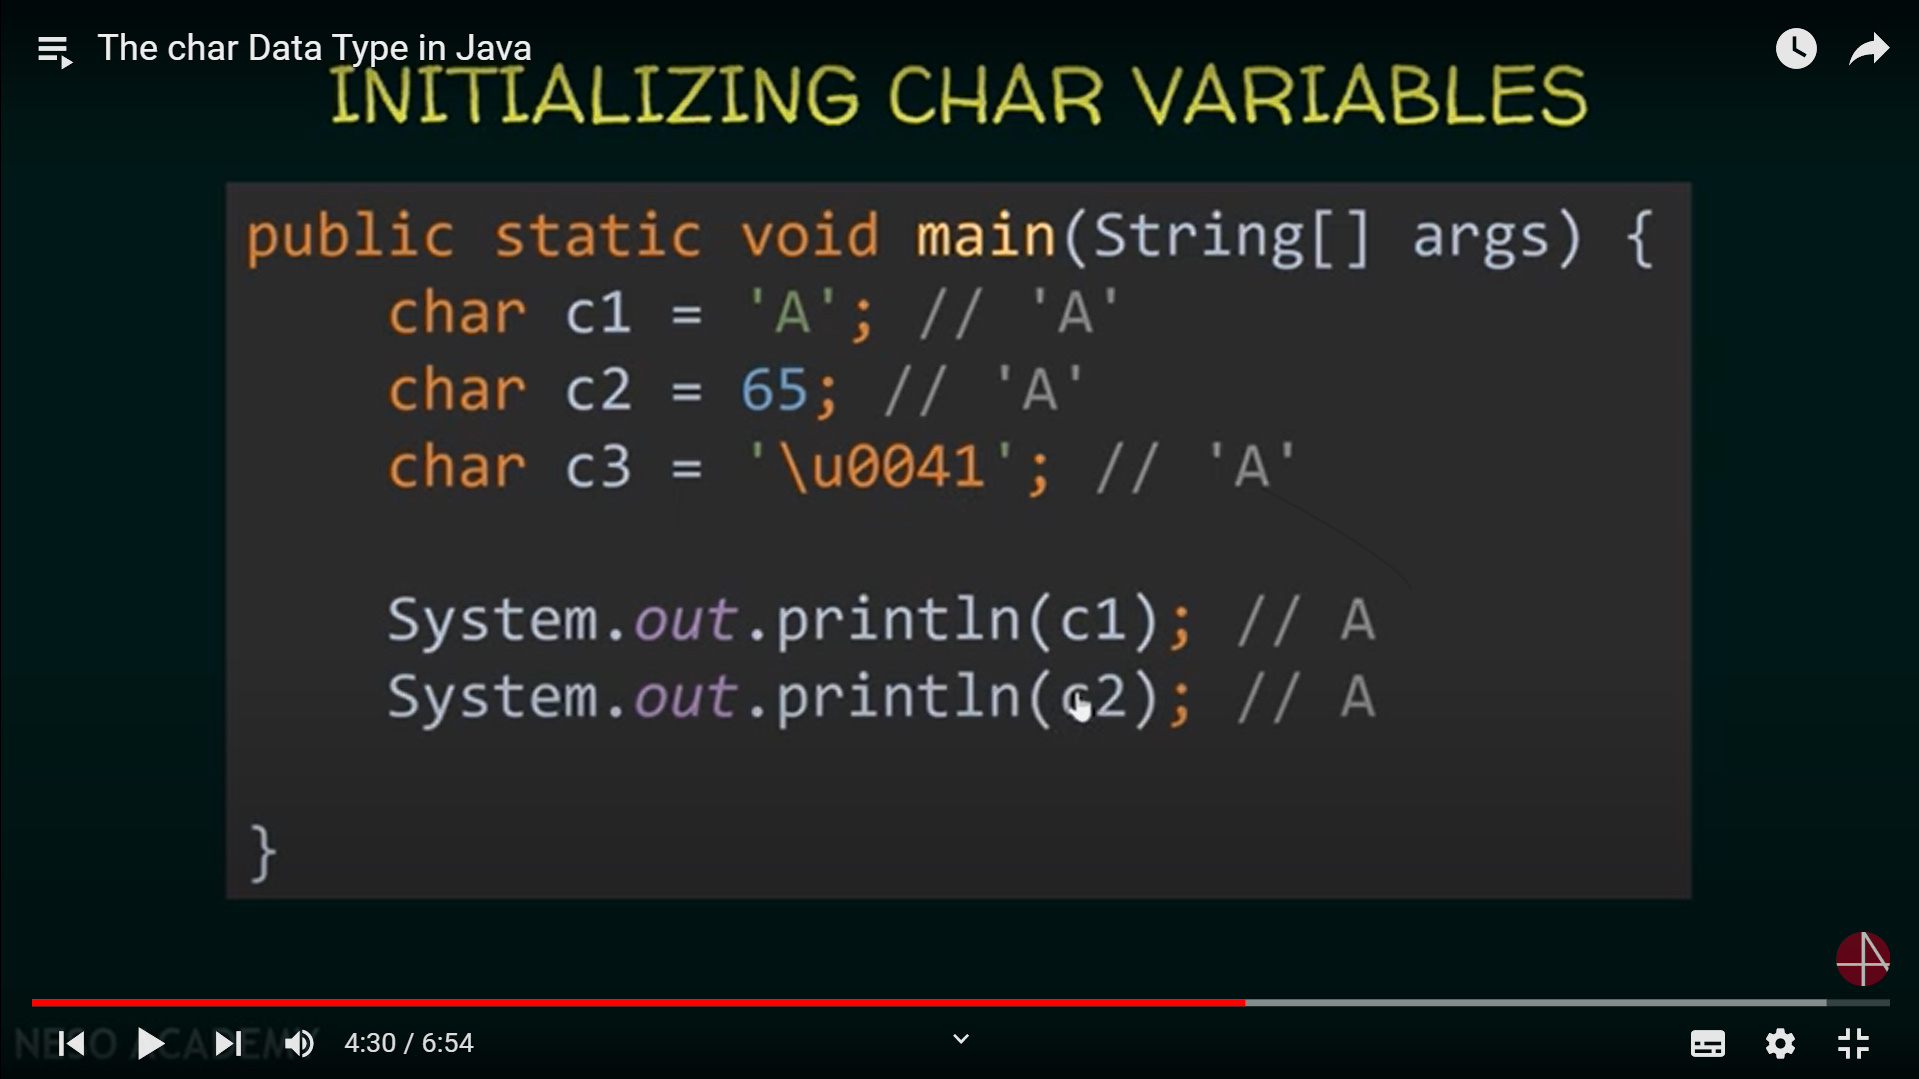 The char Data Type in Java
INITIALIZING CHAR VARIABLES
public static void main(String[] args) {
char c1 = 'A'; // 'A'
char c2 = 65; // 'A'
char c3 = '\u0041'; // 'A'
System.out.println(c1); // A
System.out.println(c2); // A
}
NESO ACADEMY
4:30 / 6:54